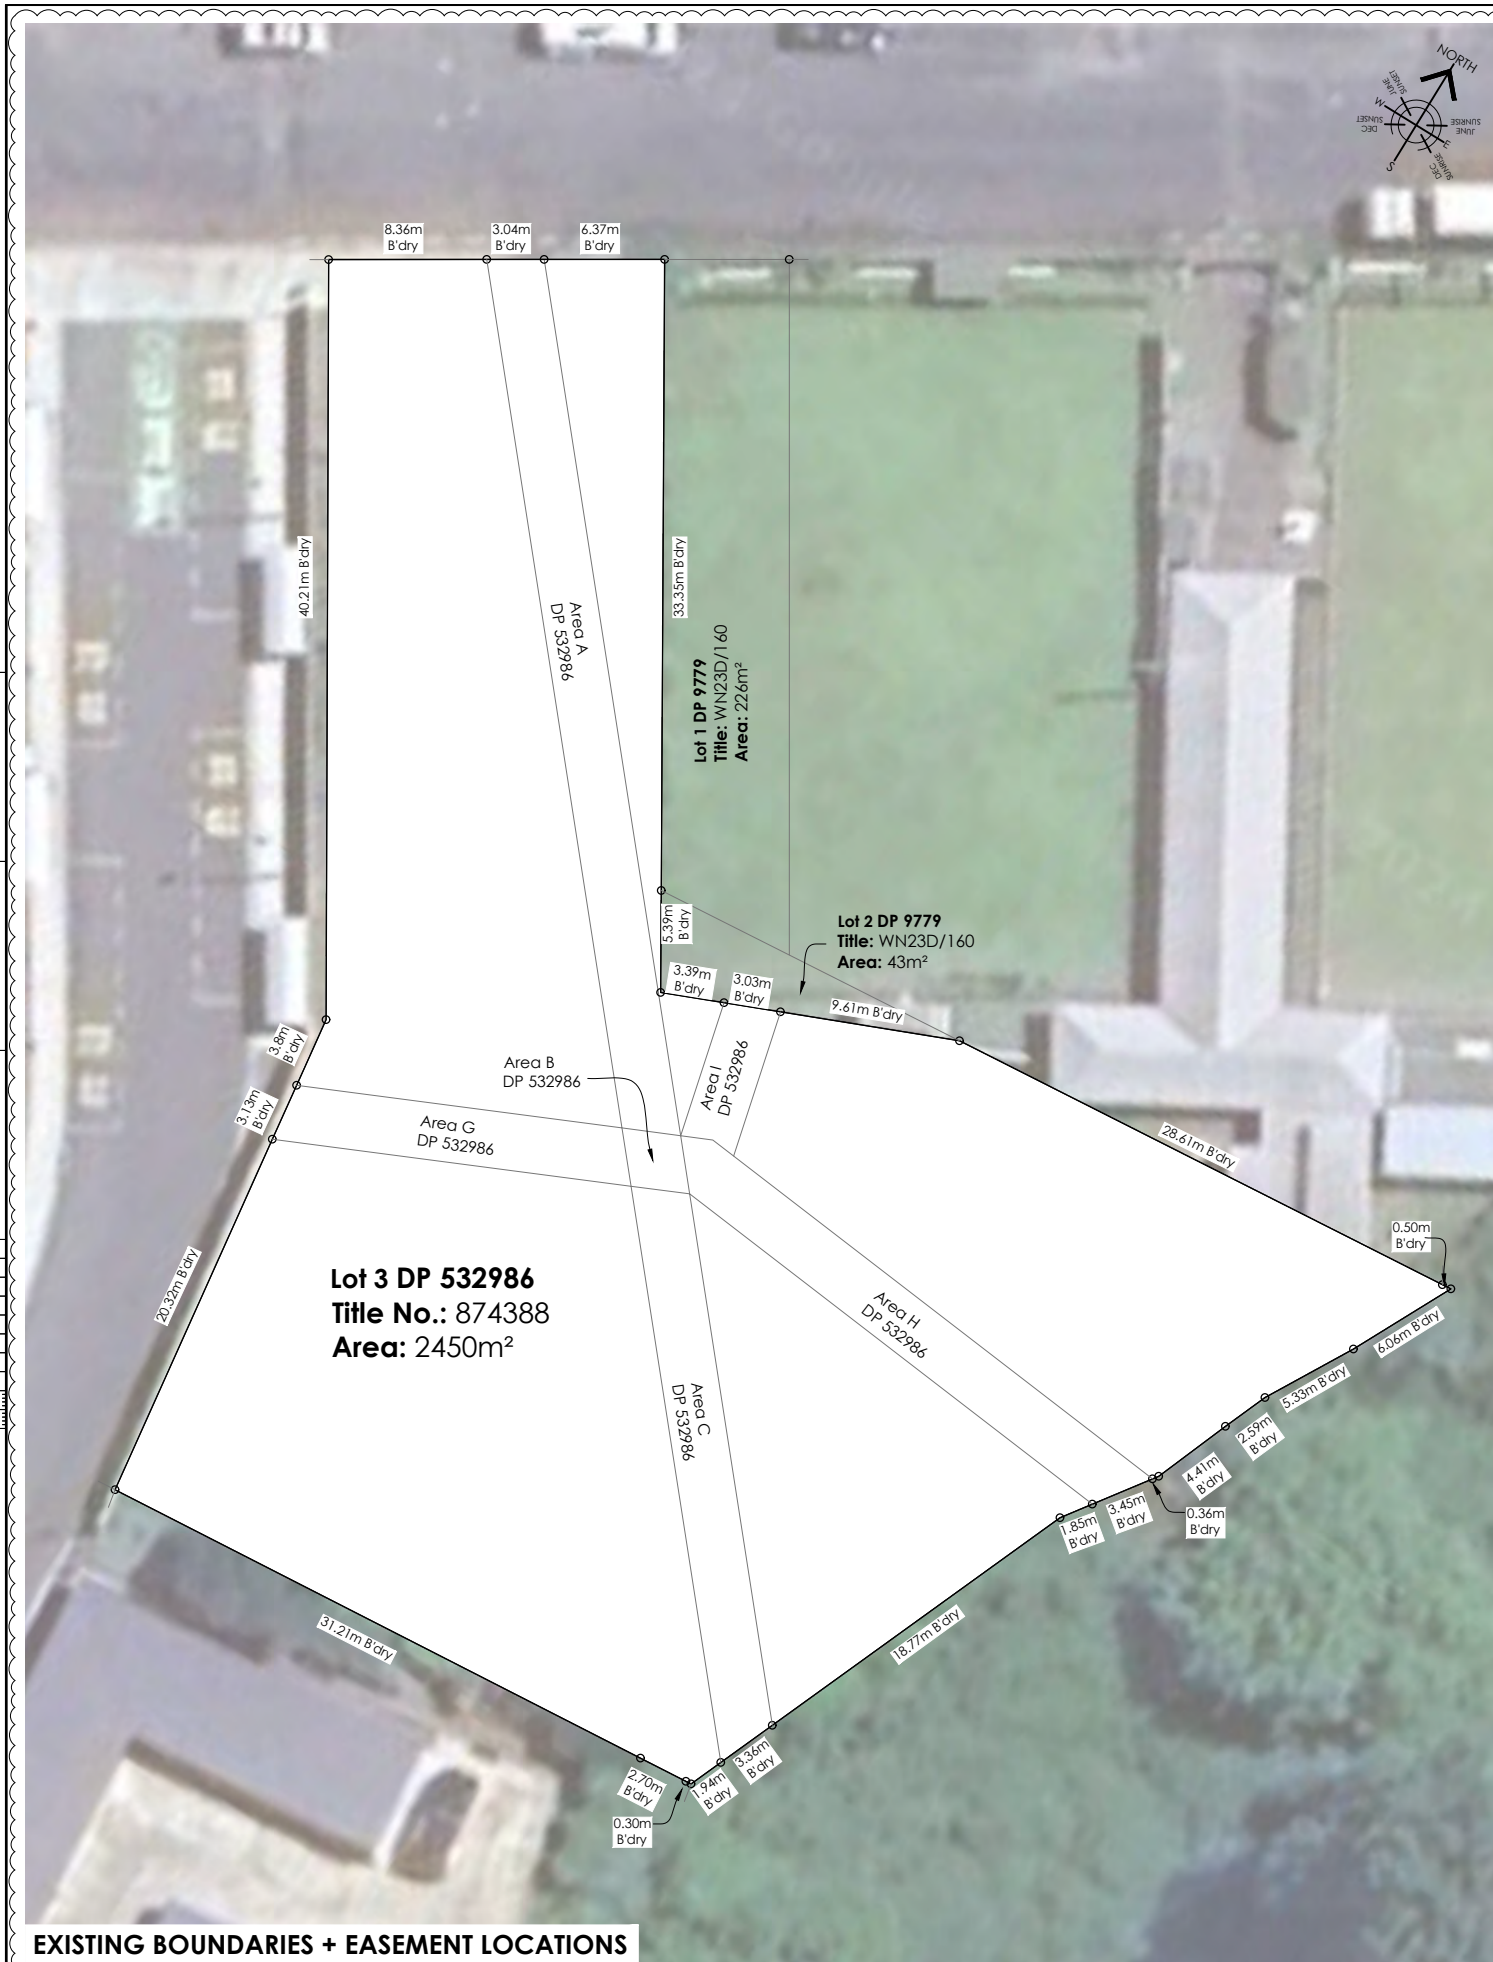 NORTH
JUNE
SUNSET
W
DEC
SUNSET
JUNE
SUNRISE
E
DEC
SUNRISE
S
8.36m
B'dry
3.04m
B'dry
6.37m
B'dry
40.21m B'dry
Area A
DP 532986
33.35m B'dry
Lot 1 DP 9779
Title: WN23D/160
Area: 226m²
5.39m
B'dry
Lot 2 DP 9779
Title: WN23D/160
Area: 43m²
3.39m
B'dry
3.03m
B'dry
9.61m B'dry
3.8m
B'dry
3.13m
B'dry
Area B
DP 532986
Area I
DP 532986
Area G
DP 532986
28.61m B'dry
0.50m
B'dry
20.32m B'dry
Lot 3 DP 532986
Title No.: 874388
Area: 2450m²
Area H
DP 532986
6.06m B'dry
5.33m B'dry
Area C
DP 532986
2.59m
B'dry
4.41m
B'dry
0.36m
B'dry
3.45m
B'dry
1.85m
B'dry
18.77m B'dry
31.21m B'dry
3.36m
B'dry
1.94m
B'dry
2.70m
B'dry
0.30m
B'dry
EXISTING BOUNDARIES + EASEMENT LOCATIONS